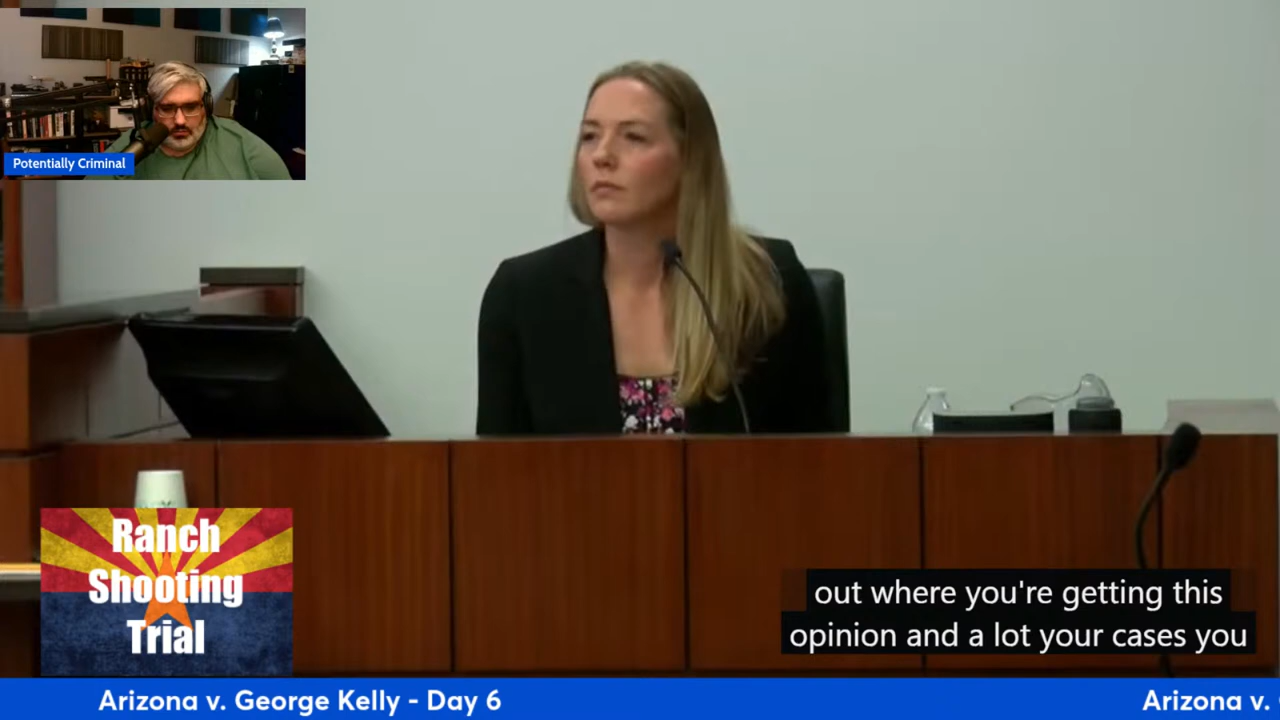 Potentially Criminal
Ranch
Shooting
Trial
out where you're getting this
opinion and a lot your cases you
Arizona v. George Kelly - Day 6
Arizona v.